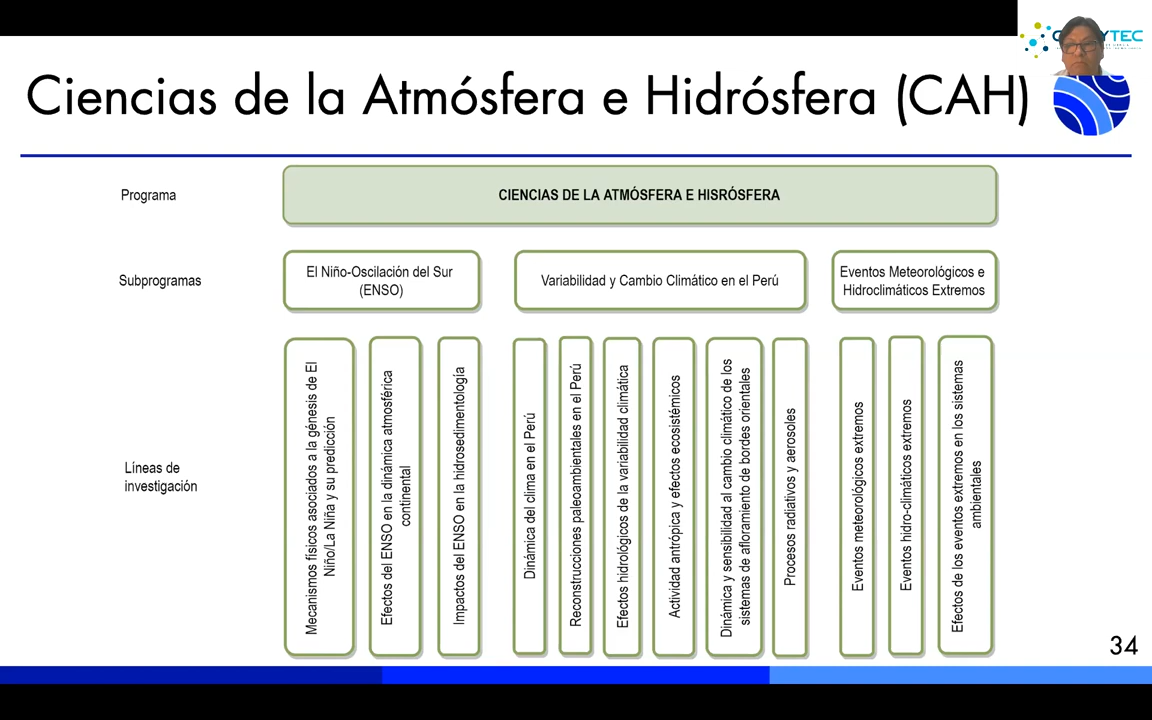 Ciencias de la Atmósfera e Hidrósfera (CAH)
Programa
CIENCIAS DE LA ATMÓSFERA E HISRÓSFERA
Subprogramas
El Niño-Oscilación del Sur
(ENSO)
Variabilidad y Cambio Climático en el Perú
Eventos Meteorológicos e
Hidroclimáticos Extremos
Líneas de
investigación
Mecanismos físicos asociados a la génesis de El
Niño/La Niña y su predicción
Efectos del ENSO en la dinámica atmosférica
continental
Impactos del ENSO en la hidrosedimentología
Dinámica del clima en el Perú
Reconstrucciones paleoambientales en el Perú
Efectos hidrológicos de la variabilidad climática
Actividad antrópica y efectos ecosistémicos
Dinámica y sensibilidad al cambio climático de los
sistemas de afloramiento de bordes orientales
Procesos radiativos y aerosoles
Eventos meteorológicos extremos
Eventos hidro-climáticos extremos
Efectos de los eventos extremos en los sistemas
ambientales
34